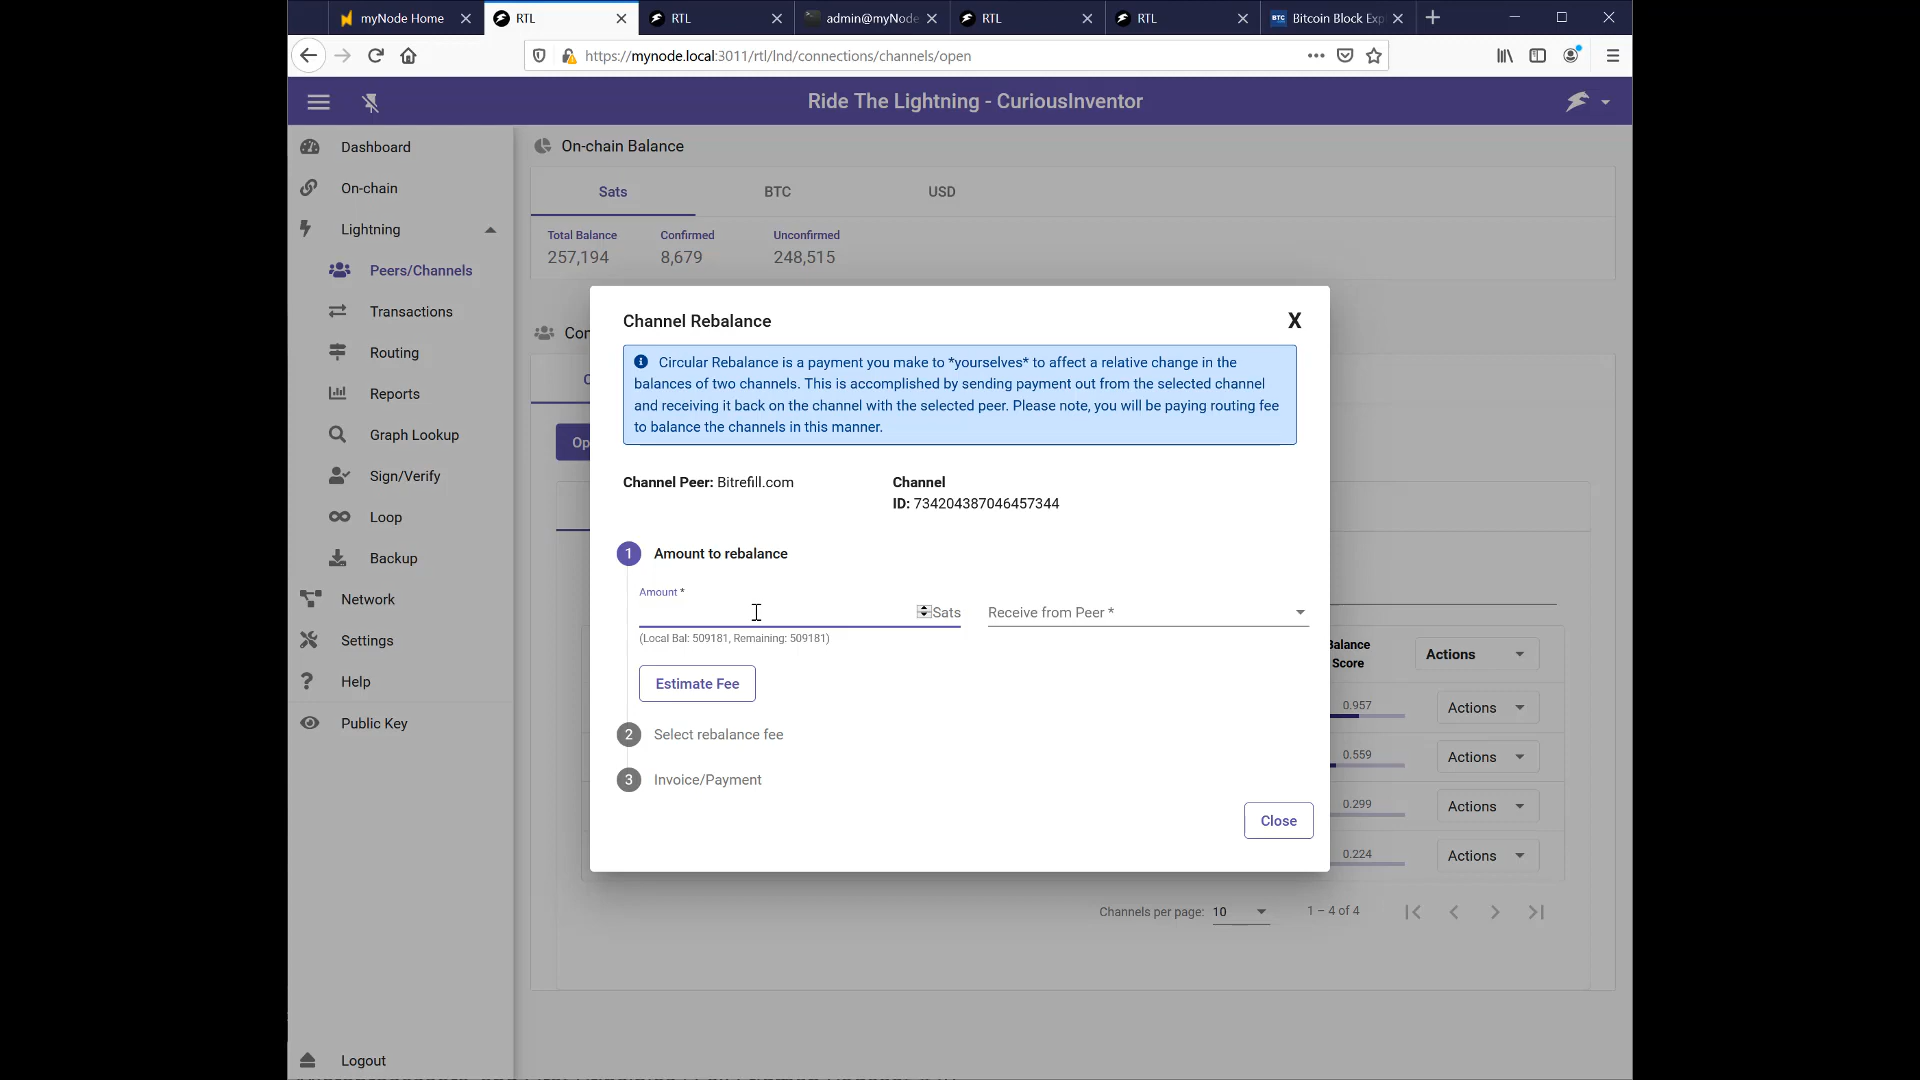 myNode Home
RTL
RTL
admin@myNode
RTL
RTL
BTC Bitcoin Block Exp
https://mynode.local:3011/rtl/lnd/connections/channels/open
Ride The Lightning - CuriousInventor
Dashboard
On-chain
Lightning
Peers/Channels
Transactions
Routing
Reports
Graph Lookup
Sign/Verify
Loop
Backup
Network
Settings
Help
Public Key
Logout
On-chain Balance
Sats BTC USD
Total Balance Confirmed Unconfirmed
257,194 8,679 248,515
Channel Rebalance X
Circular Rebalance is a payment you make to *yourselves* to affect a relative change in the
balances of two channels. This is accomplished by sending payment out from the selected channel
and receiving it back on the channel with the selected peer. Please note, you will be paying routing fee
to balance the channels in this manner.
Channel Peer: Bitrefill.com
Channel
ID: 734204387046457344
1 Amount to rebalance
Amount *
Sats Receive from Peer *
(Local Bal: 509181, Remaining: 509181)
Estimate Fee
2 Select rebalance fee
3 Invoice/Payment
Close
Balance
Score
Actions
0.957 Actions
0.559 Actions
0.299 Actions
0.224 Actions
Channels per page: 10 1 – 4 of 4